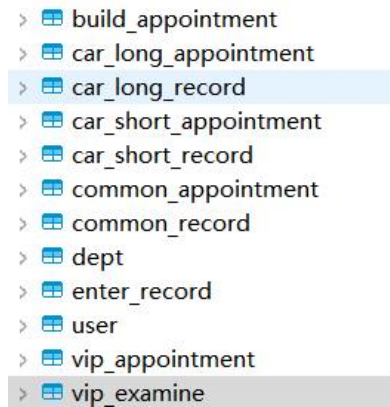 build_appointment
car_long_appointment
car_long_record
car_short_appointment
car_short_record
common_appointment
common_record
dept
enter_record
user
vip_appointment
vip_examine